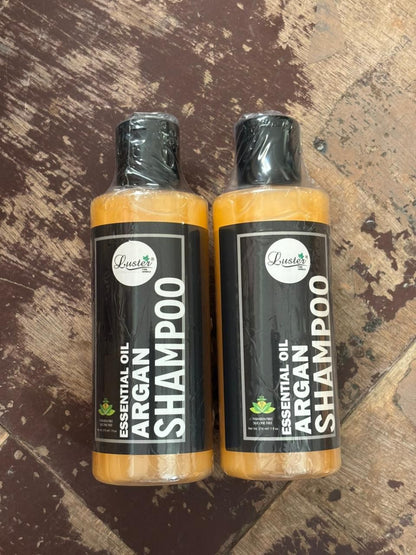 Luster
ESSENTIAL OIL
ARGAN
SHAMPOO
Luster
ESSENTIAL OIL
ARGAN
SHAMPOO